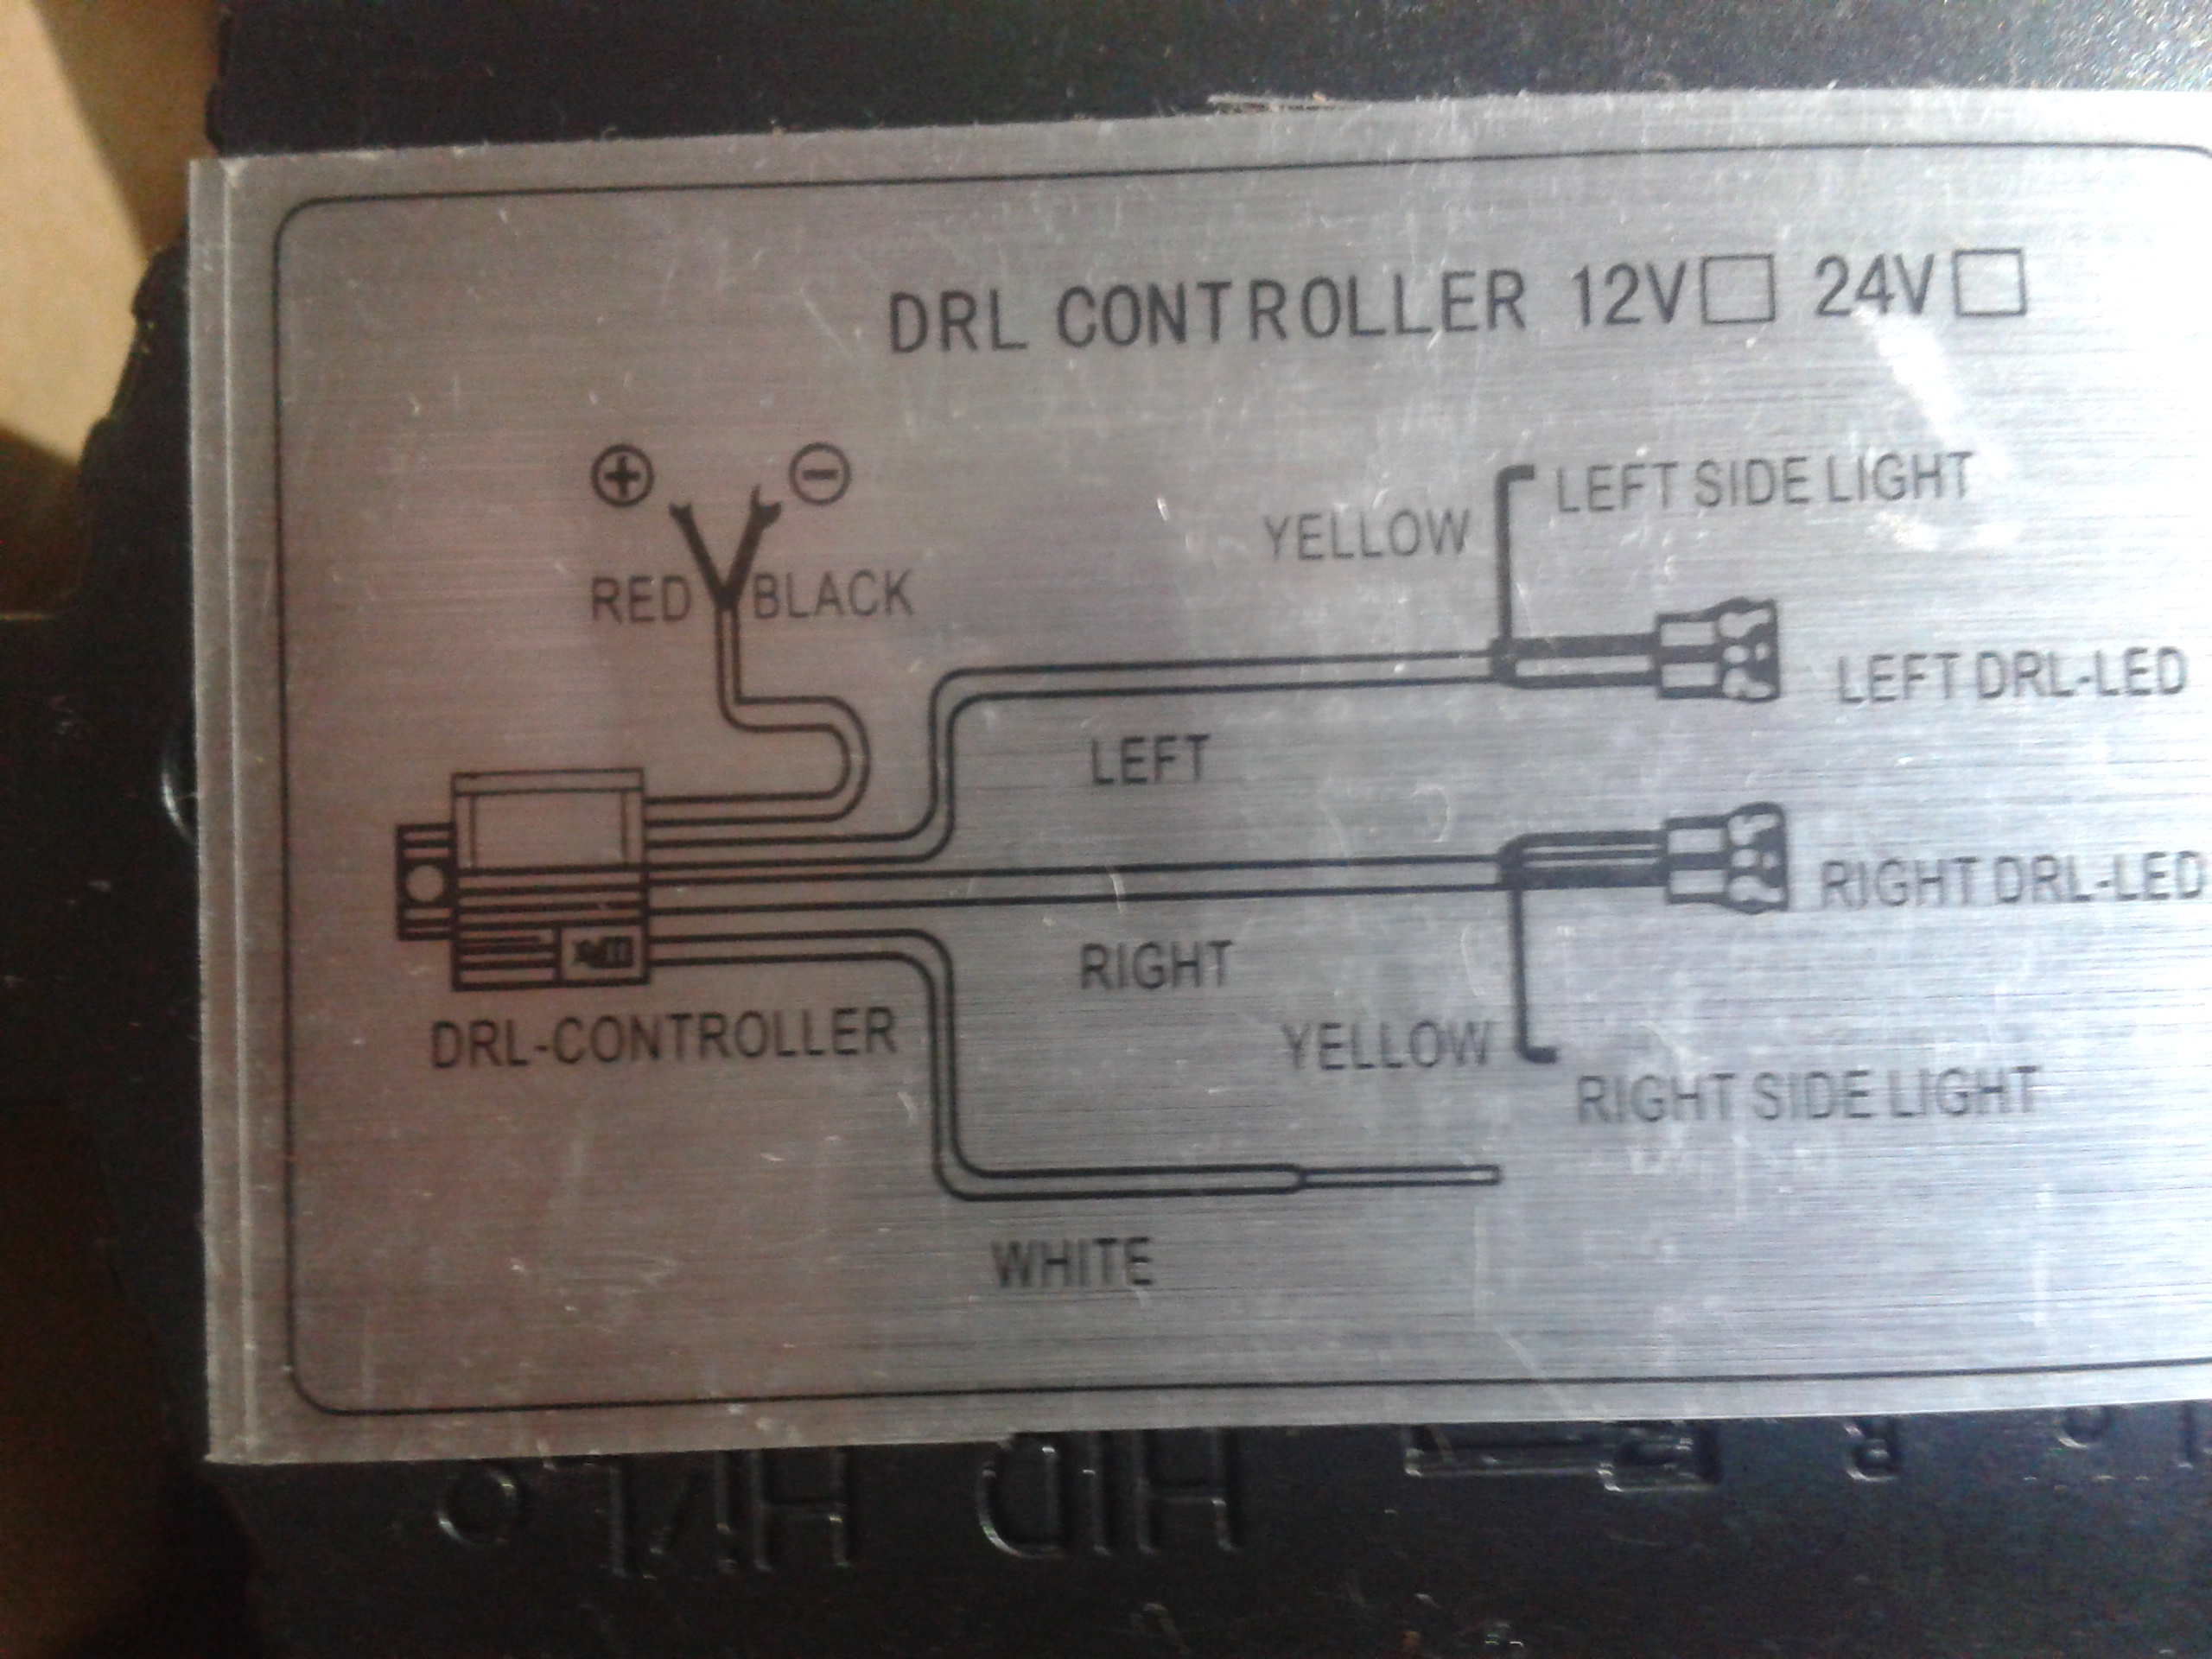 DRL CONTROLLER 12V☐ 24V☐
⊕ ⊖
RED BLACK
YELLOW
LEFT SIDE LIGHT
LEFT DRL-LED
LEFT
RIGHT DRL-LED
RIGHT
DRL-CONTROLLER
YELLOW
RIGHT SIDE LIGHT
WHITE
HID